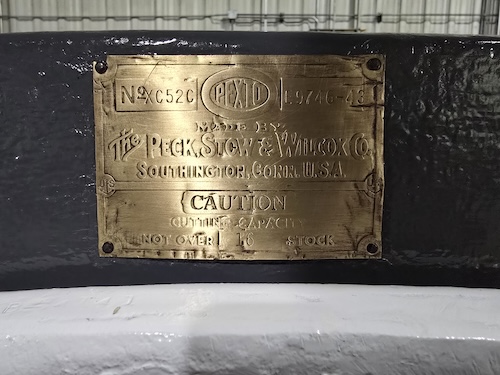 No XC52C PEXTO L9746-43
MADE BY
The PECK, STOW & WILCOX CO.
SOUTHINGTON, CONN. U.S.A.
CAUTION
CUTTING CAPACITY
NOT OVER 16 STOCK